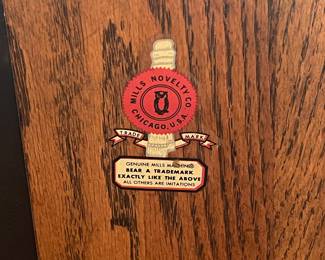 MILLS NOVELTY CO.
CHICAGO, U.S.A.
TRADE MARK
GENUINE MILLS MACHINES
BEAR A TRADEMARK
EXACTLY LIKE THE ABOVE
ALL OTHERS ARE IMITATIONS